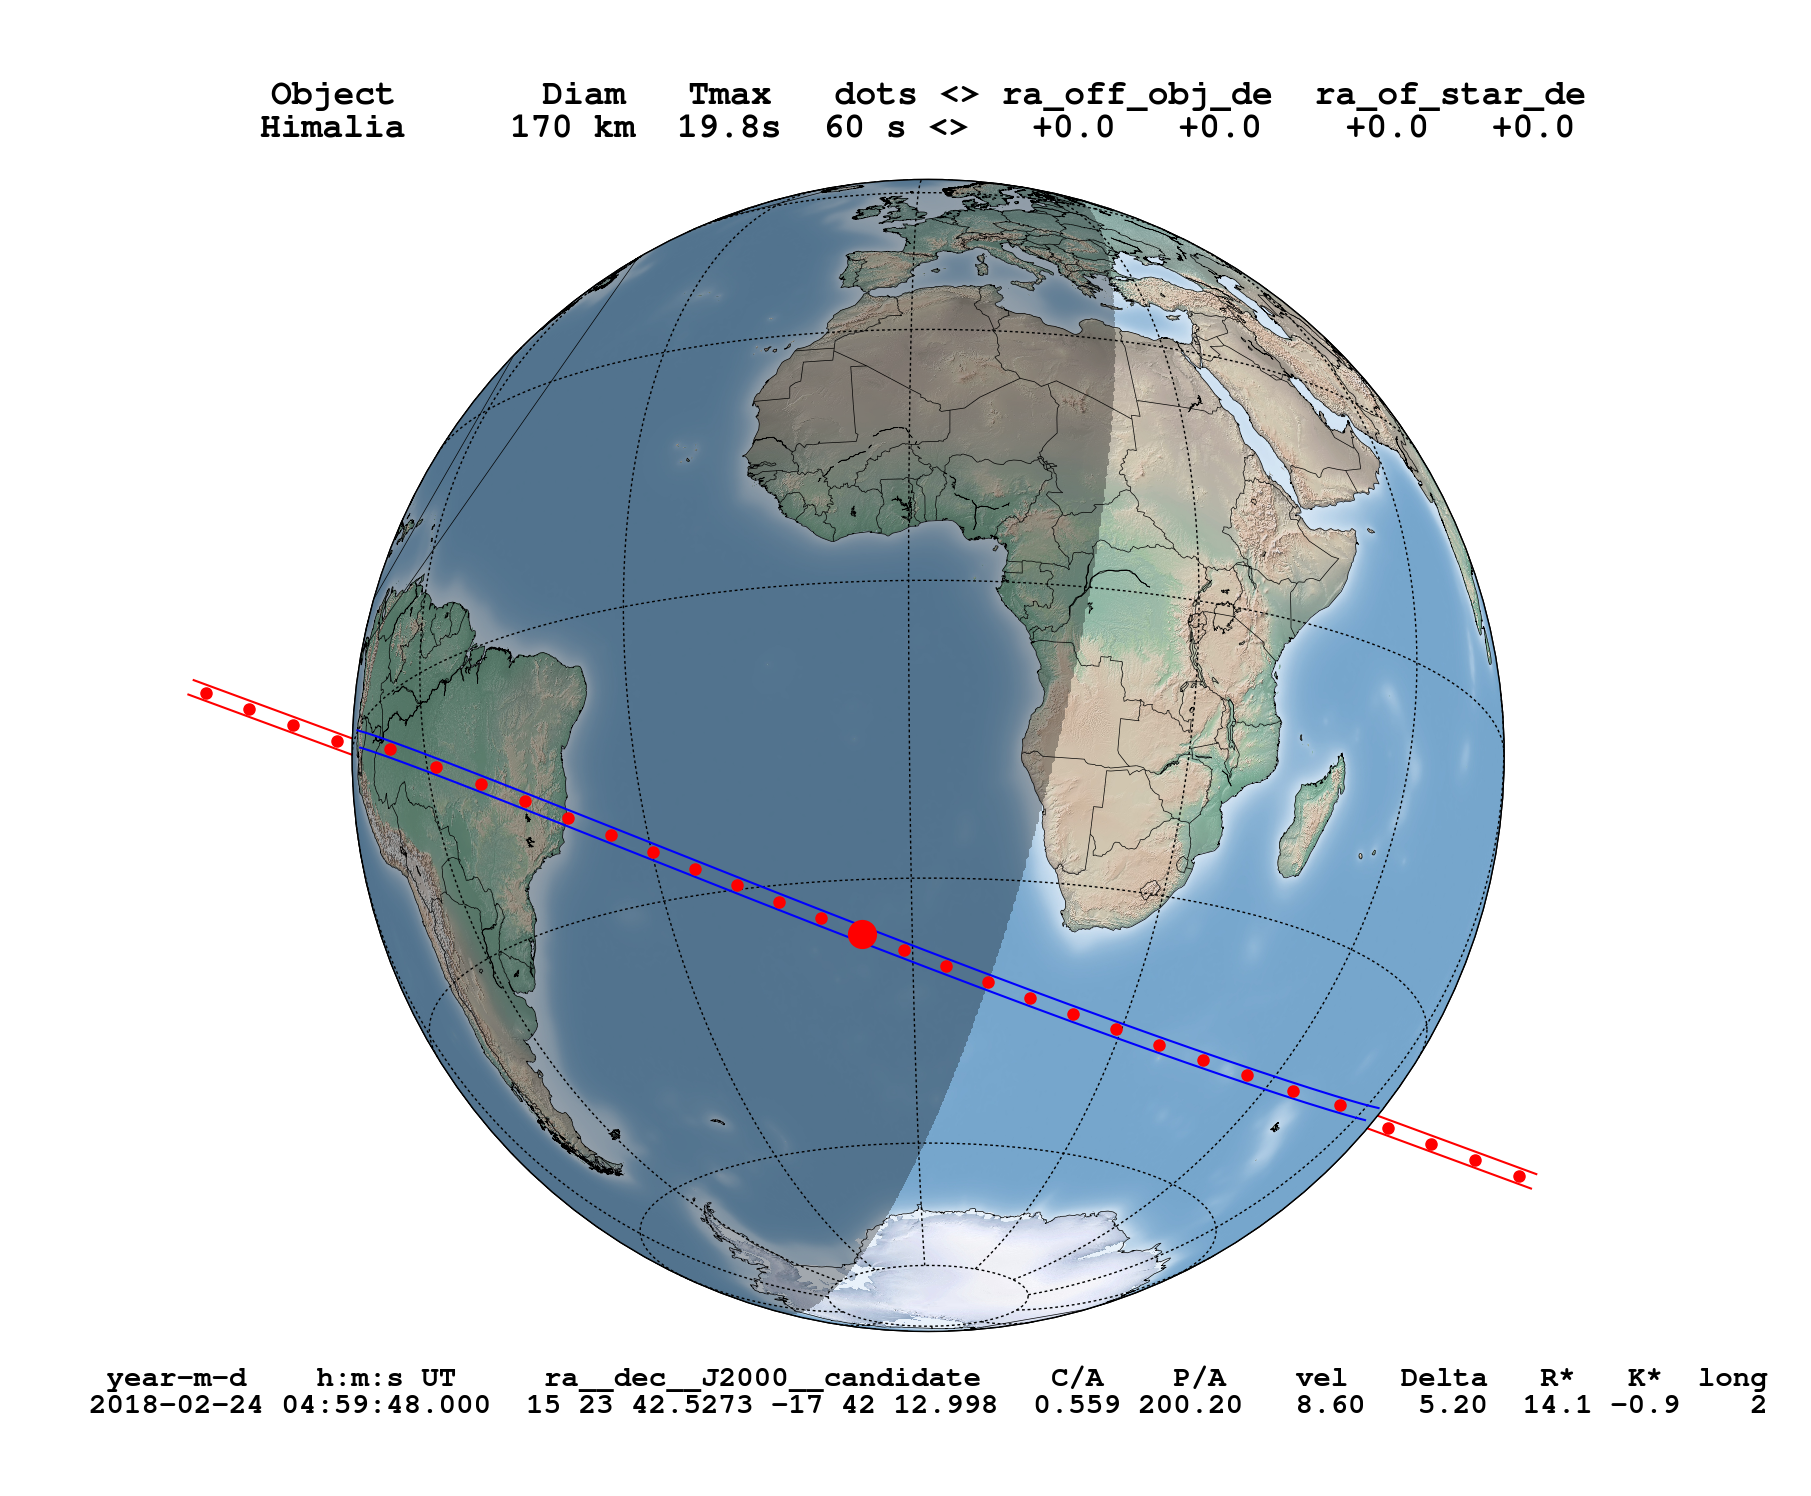 Object Diam Tmax dots <> ra_off_obj_de ra_of_star_de
Himalia 170 km 19.8s 60 s <> +0.0 +0.0 +0.0 +0.0
year-m-d h:m:s UT ra__dec__J2000__candidate C/A P/A vel Delta R* K* long
2018-02-24 04:59:48.000 15 23 42.5273 -17 42 12.998 0.559 200.20 8.60 5.20 14.1 -0.9 2